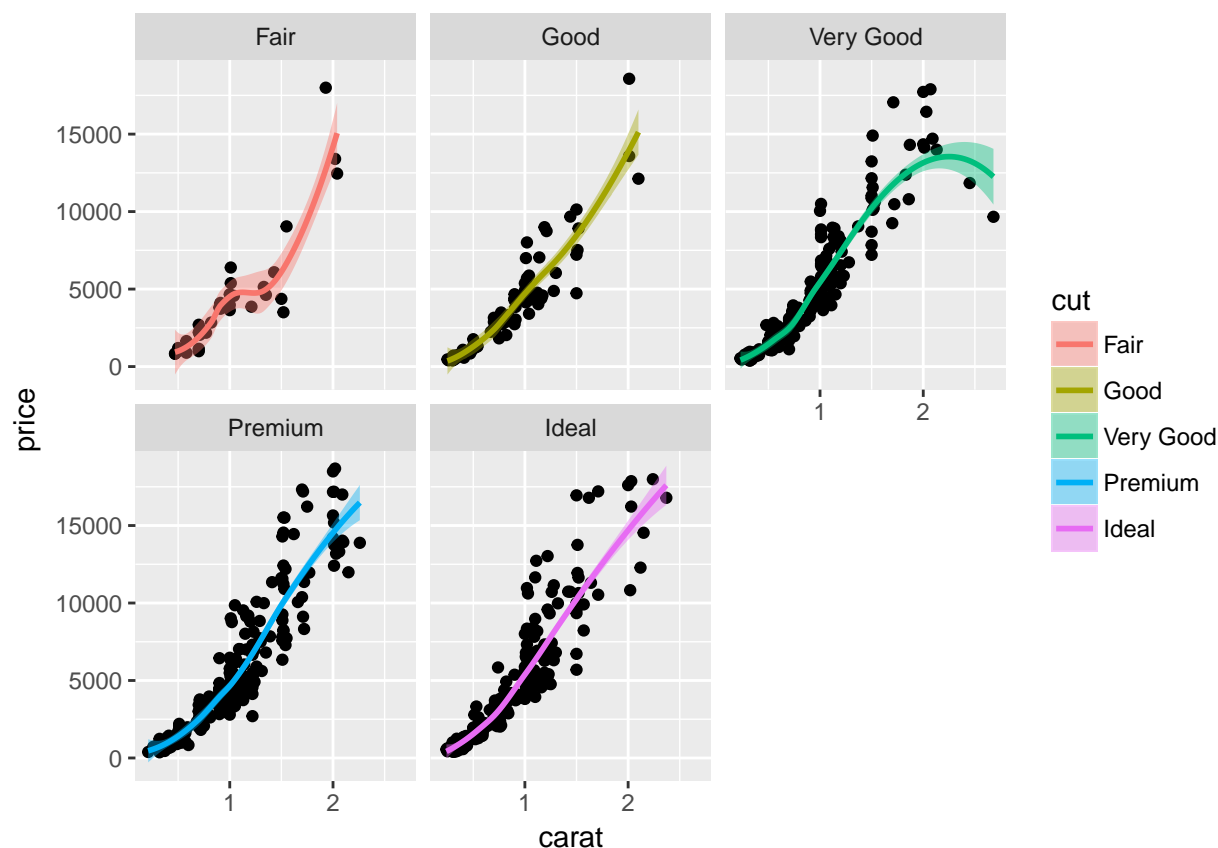 Fair
Good
Very Good
15000
10000
5000
0
1
2
Premium
Ideal
15000
10000
5000
0
1
2
1
2
price
carat
cut
Fair
Good
Very Good
Premium
Ideal